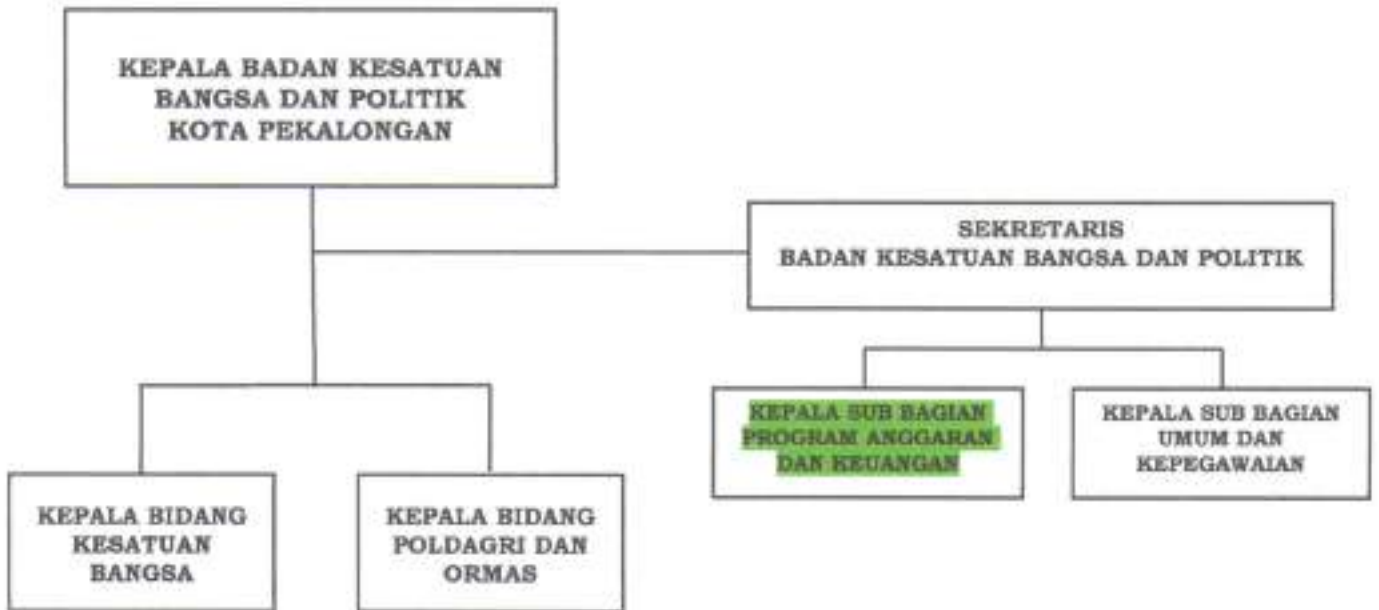 KEPALA BADAN KESATUAN
BANGSA DAN POLITIK
KOTA PEKALONGAN
SEKRETARIS
BADAN KESATUAN BANGSA DAN POLITIK
KEPALA SUB BAGIAN
PROGRAM ANGGARAN
DAN KEUANGAN
KEPALA SUB BAGIAN
UMUM DAN
KEPEGAWAIAN
KEPALA BIDANG
KESATUAN
BANGSA
KEPALA BIDANG
POLDAGRI DAN
ORMAS